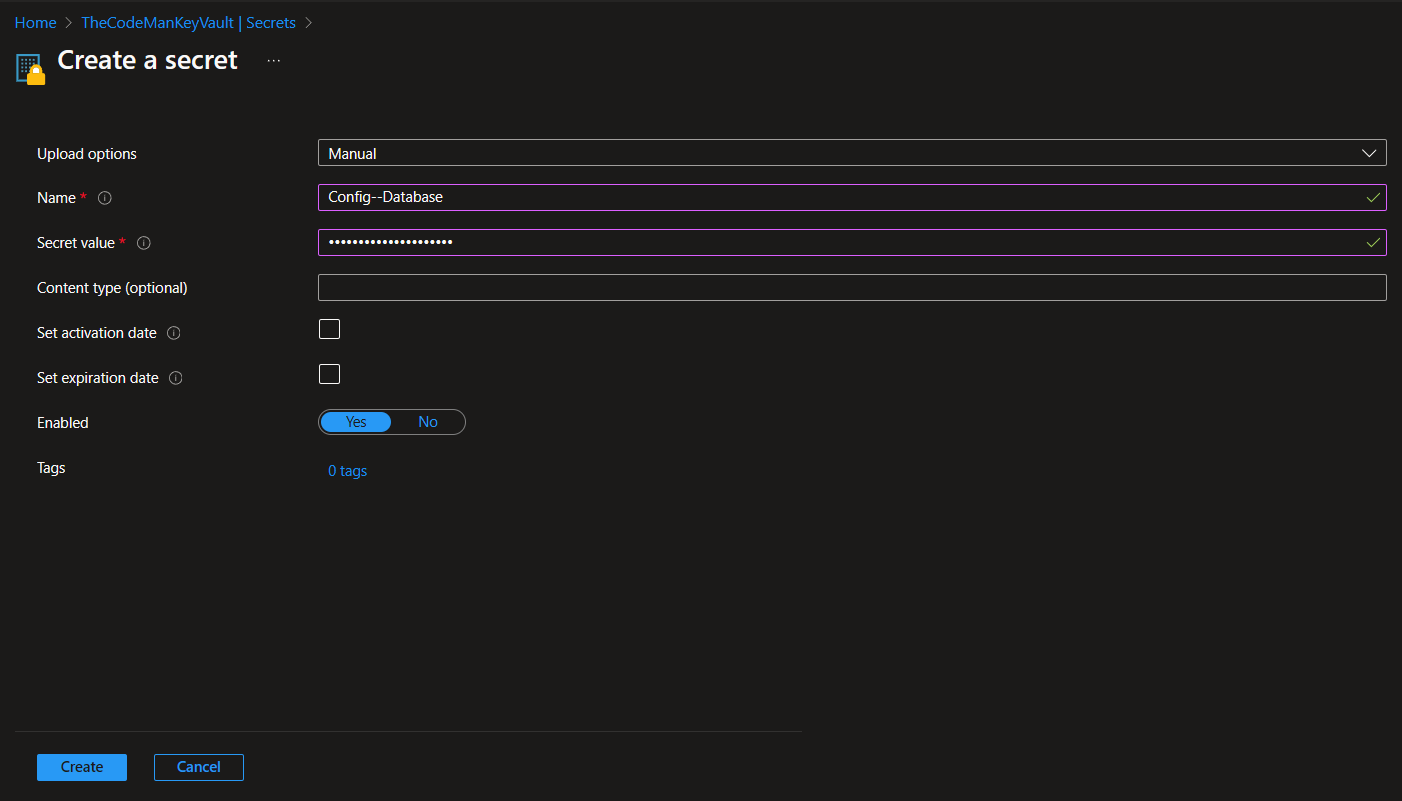 Home > TheCodeManKeyVault | Secrets >
Create a secret ...
Upload options Manual
Name * Config--Database
Secret value * •••••••••••••••••••••
Content type (optional)
Set activation date
Set expiration date
Enabled Yes No
Tags 0 tags
Create Cancel